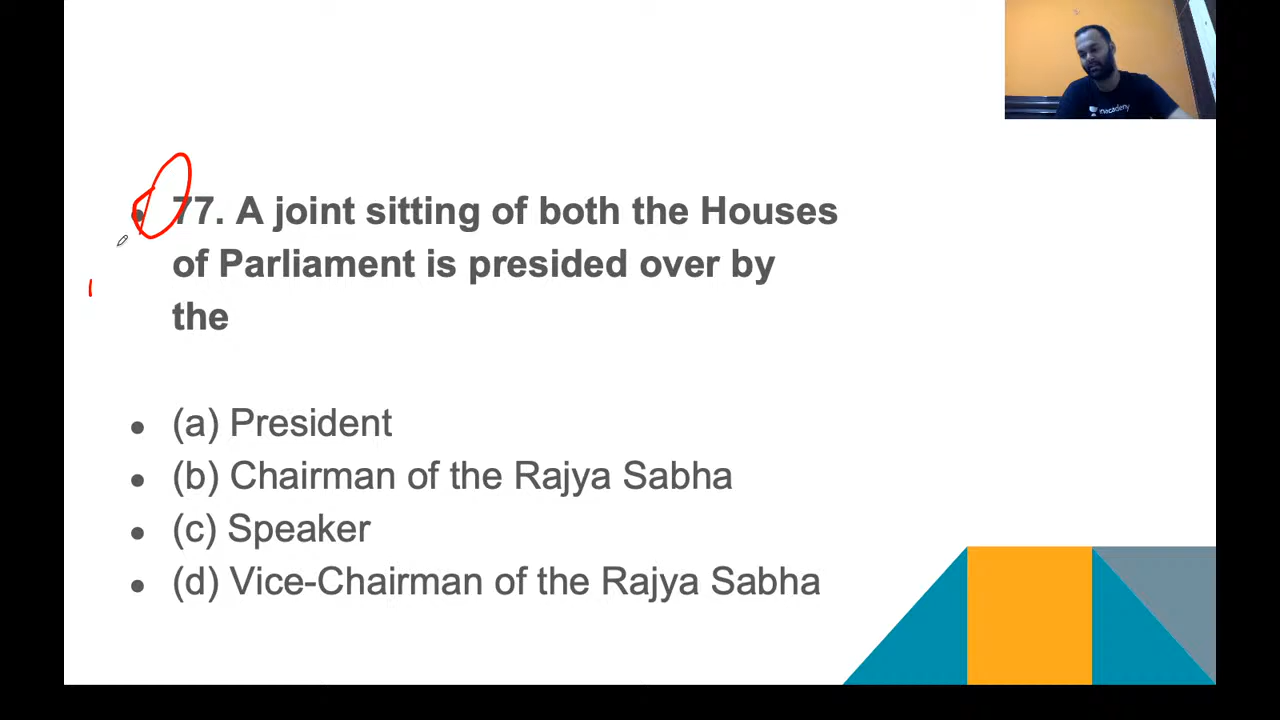 77. A joint sitting of both the Houses
of Parliament is presided over by
the
(a) President
(b) Chairman of the Rajya Sabha
(c) Speaker
(d) Vice-Chairman of the Rajya Sabha